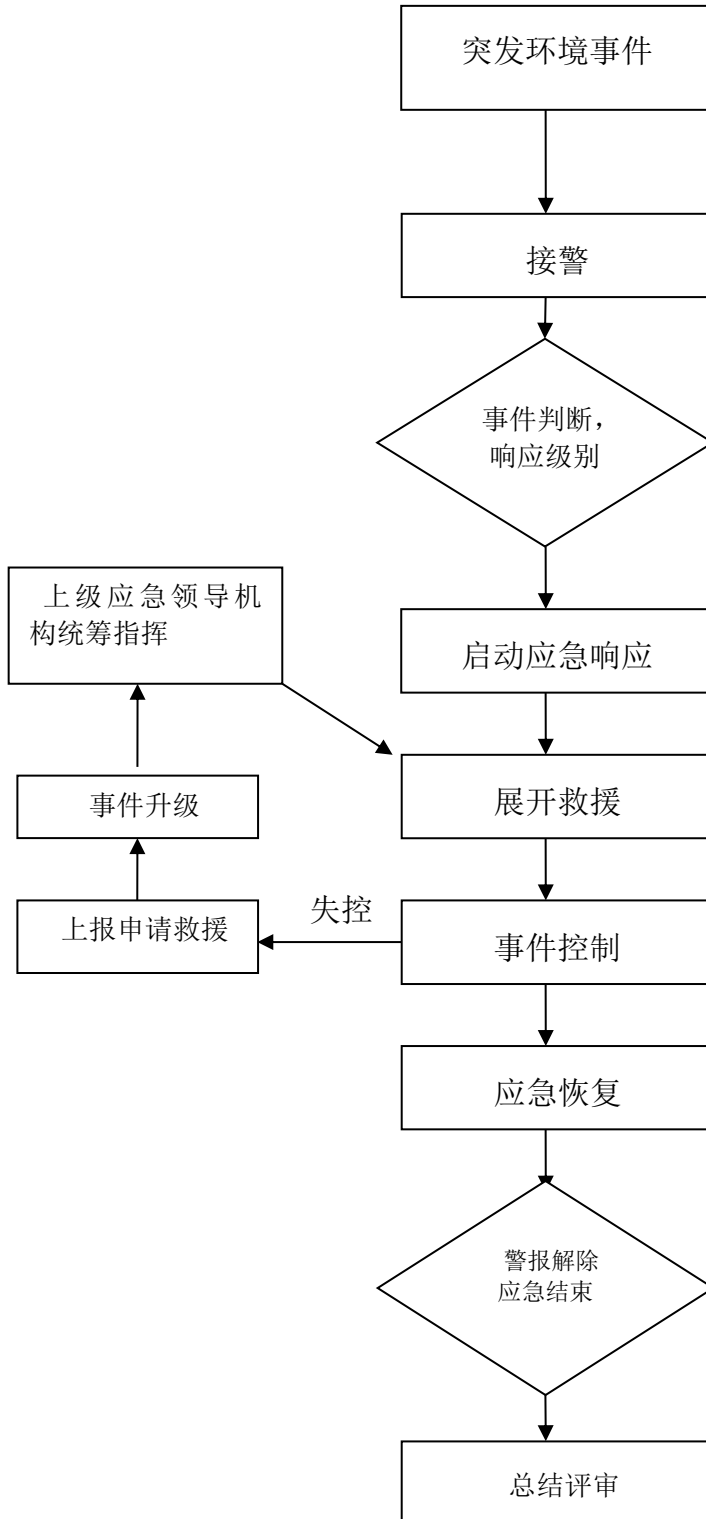 突发环境事件
接警
事件判断，
响应级别
上级应急领导机
构统筹指挥
启动应急响应
展开救援
事件升级
失控
上报申请救援
事件控制
应急恢复
警报解除
应急结束
总结评审